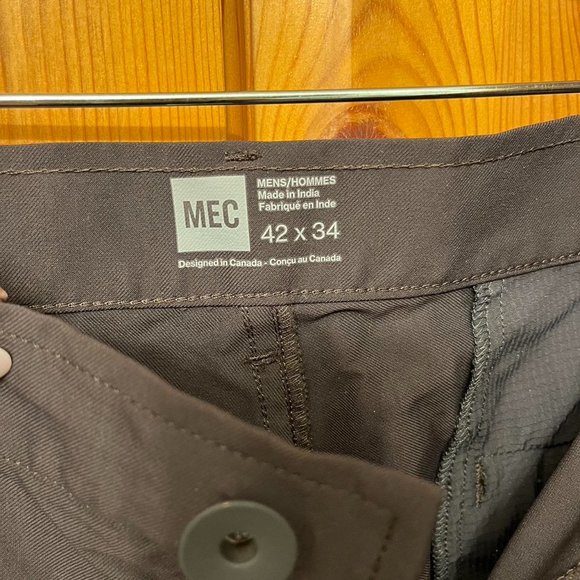 MEC
MENS/HOMMES
Made in India
Fabriqué en Inde
42 x 34
Designed in Canada - Conçu au Canada